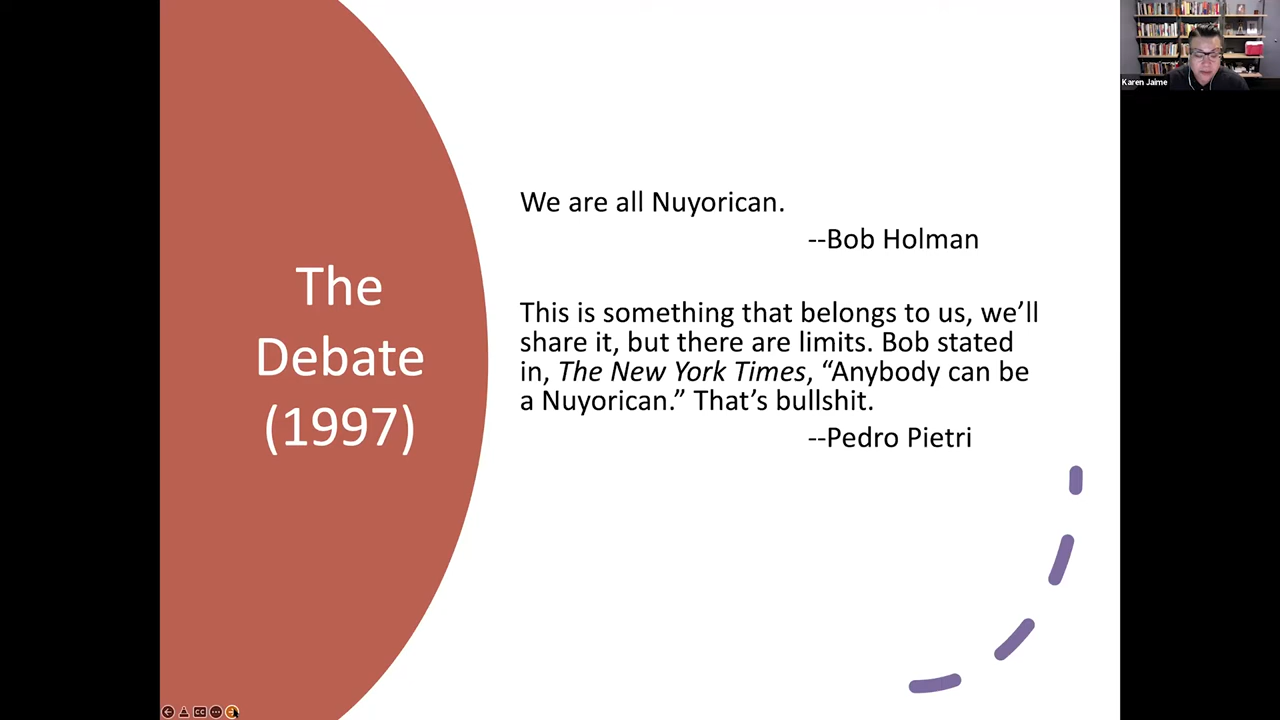 The
Debate
(1997)
We are all Nuyorican.
--Bob Holman
This is something that belongs to us, we’ll
share it, but there are limits. Bob stated
in, The New York Times, “Anybody can be
a Nuyorican.” That’s bullshit.
--Pedro Pietri
Karen Jaime
CC